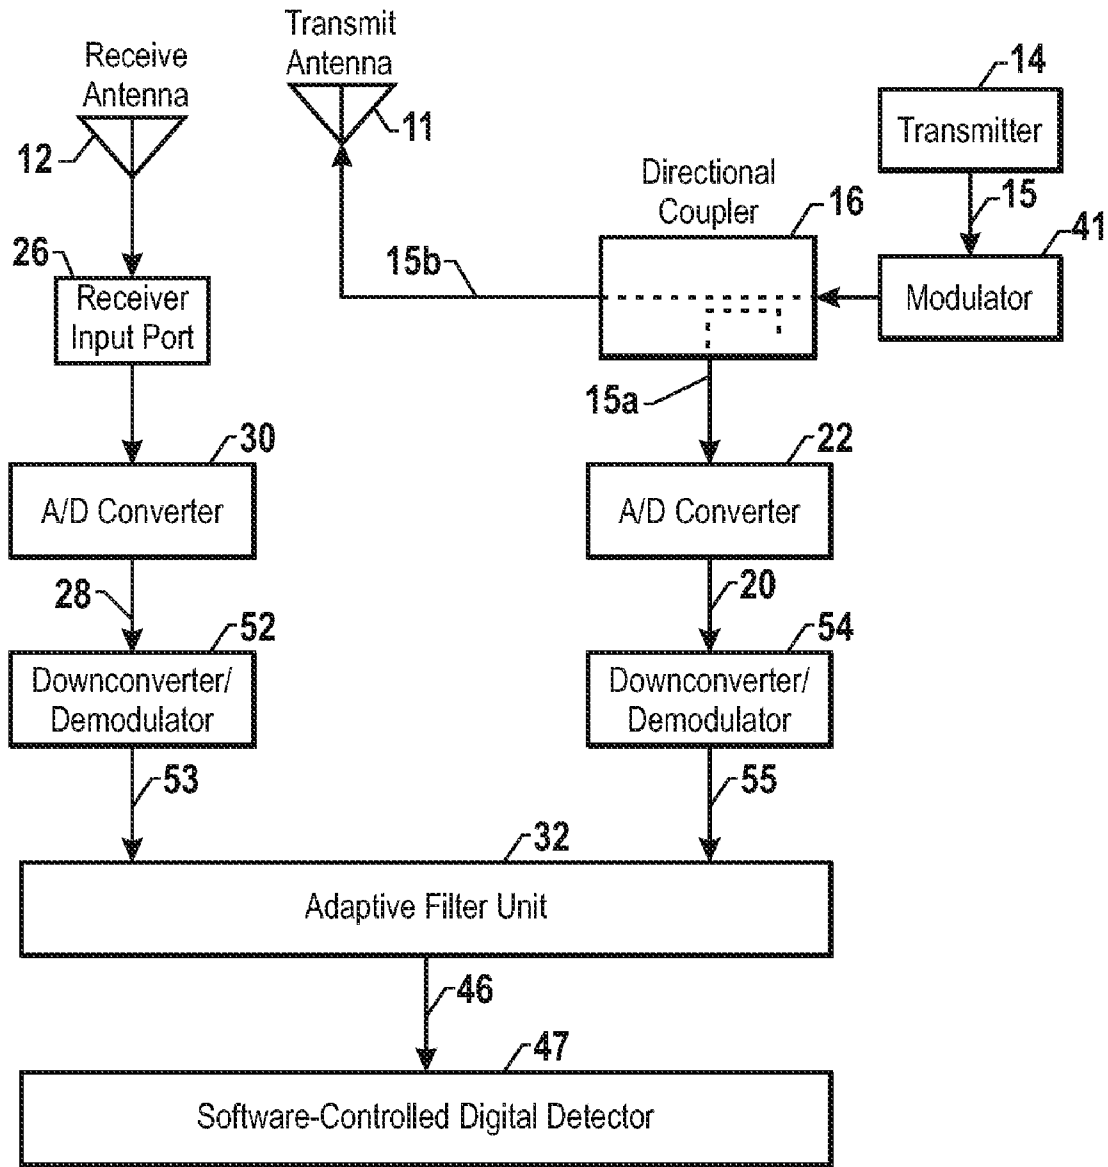 Transmit
Antenna
Receive
Antenna
12
11
14
Transmitter
15
Directional
Coupler
16
41
Modulator
26
Receiver
Input Port
15b
15a
30
A/D Converter
22
A/D Converter
28
20
52
Downconverter/
Demodulator
54
Downconverter/
Demodulator
53
55
32
Adaptive Filter Unit
46
47
Software-Controlled Digital Detector